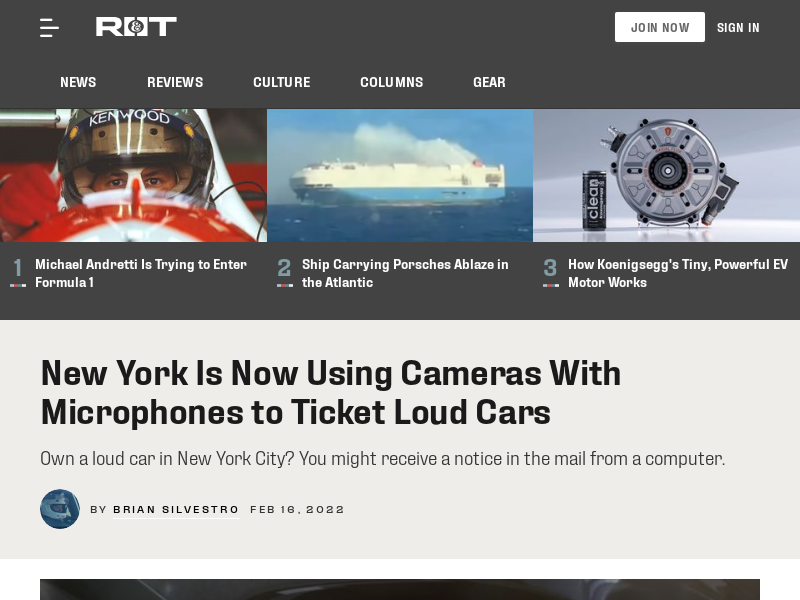 R&T
JOIN NOW
SIGN IN
NEWS
REVIEWS
CULTURE
COLUMNS
GEAR
KENWOOD
clean
1
Michael Andretti Is Trying to Enter
Formula 1
2
Ship Carrying Porsches Ablaze in
the Atlantic
3
How Koenigsegg's Tiny, Powerful EV
Motor Works
New York Is Now Using Cameras With
Microphones to Ticket Loud Cars
Own a loud car in New York City? You might receive a notice in the mail from a computer.
BY BRIAN SILVESTRO FEB 16, 2022